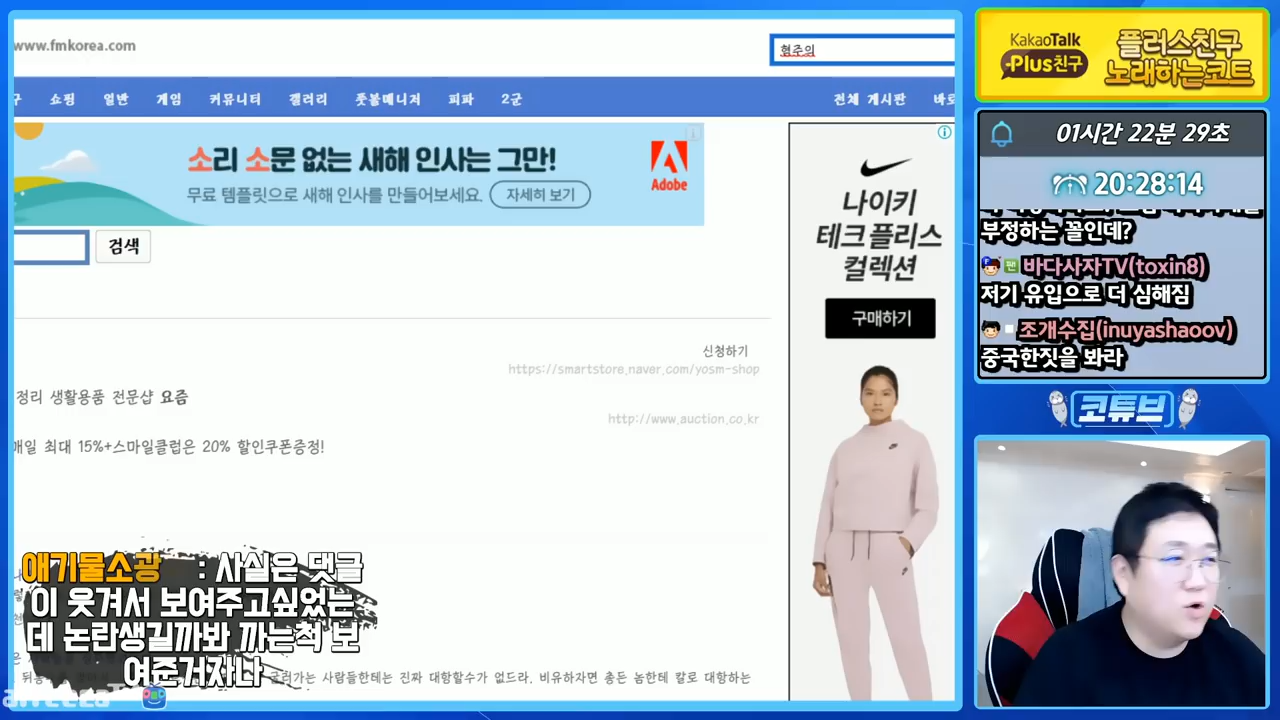 www.fmkorea.com
혐주의
구
쇼핑
일반
게임
커뮤니티
갤러리
풋볼매니저
피파
2군
전체 게시판
바로
소리 소문 없는 새해 인사는 그만!
무료 템플릿으로 새해 인사를 만들어보세요.
자세히 보기
Adobe
검색
신청하기
https://smartstore.naver.com/yosm-shop
정리 생활용품 전문샵 요즘
http://www.auction.co.kr
매일 최대 15%+스마일클럽은 20% 할인쿠폰증정!
나이키
테크 플리스
컬렉션
구매하기
애기물소광 : 사실은 댓글
이 웃겨서 보여주고싶었는
데 논란생길까봐 까는척 보
여준거자나
굴러가는 사람들한테는 진짜 대항할수가 없드라. 비유하자면 총든 놈한테 칼로 대항하는
afreeca
KakaoTalk
Plus친구
플러스친구
노래하는코트
01시간 22분 29초
20:28:14
부정하는 꼴인데?
팬 바다사자TV(toxin8)
저기 유입으로 더 심해짐
조개수집(inuyashaoov)
중국한짓을 봐라
코튜브